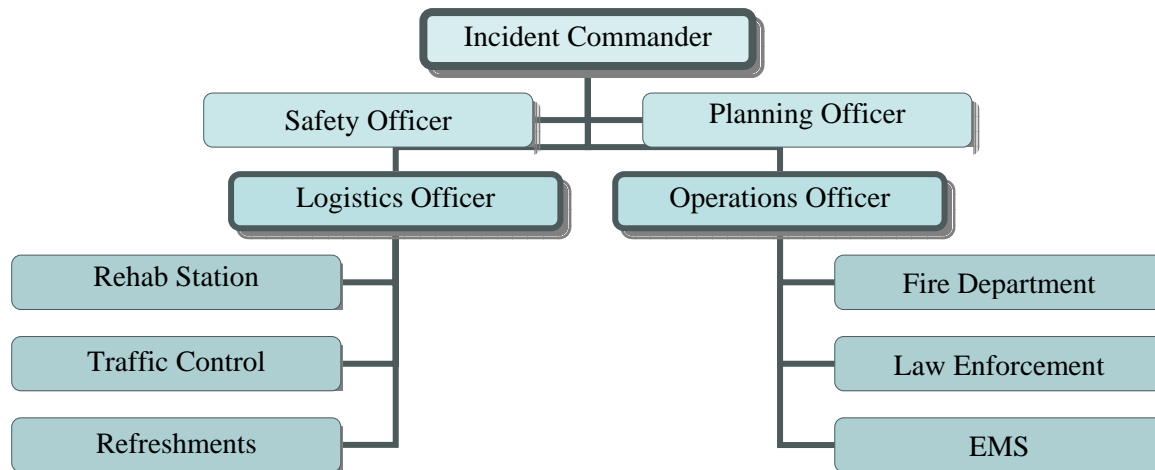 Incident Commander
Safety Officer
Planning Officer
Logistics Officer
Operations Officer
Rehab Station
Fire Department
Traffic Control
Law Enforcement
Refreshments
EMS